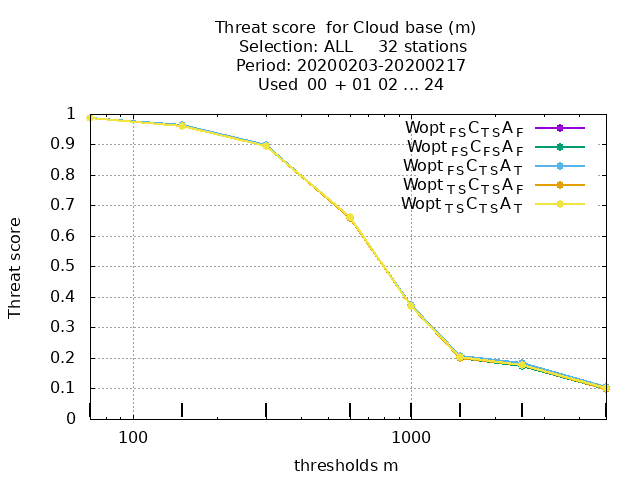 Threat score  for Cloud base (m)
Selection: ALL     32 stations
Period: 20200203-20200217
Used  00  + 01 02 ... 24
Wopt FS C TS A F
Wopt FS C FS A F
Wopt FS C TS A T
Wopt TS C TS A F
Wopt TS C TS A T
Threat score
1
0.9
0.8
0.7
0.6
0.5
0.4
0.3
0.2
0.1
0
100 1000
thresholds m